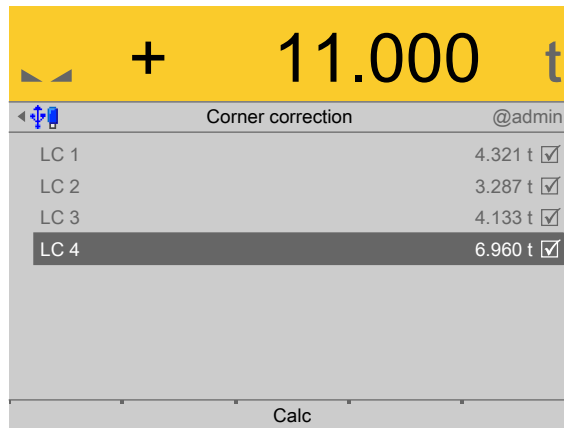 + 11.000 t
Corner correction @admin
LC 1 4.321 t
LC 2 3.287 t
LC 3 4.133 t
LC 4 6.960 t
Calc